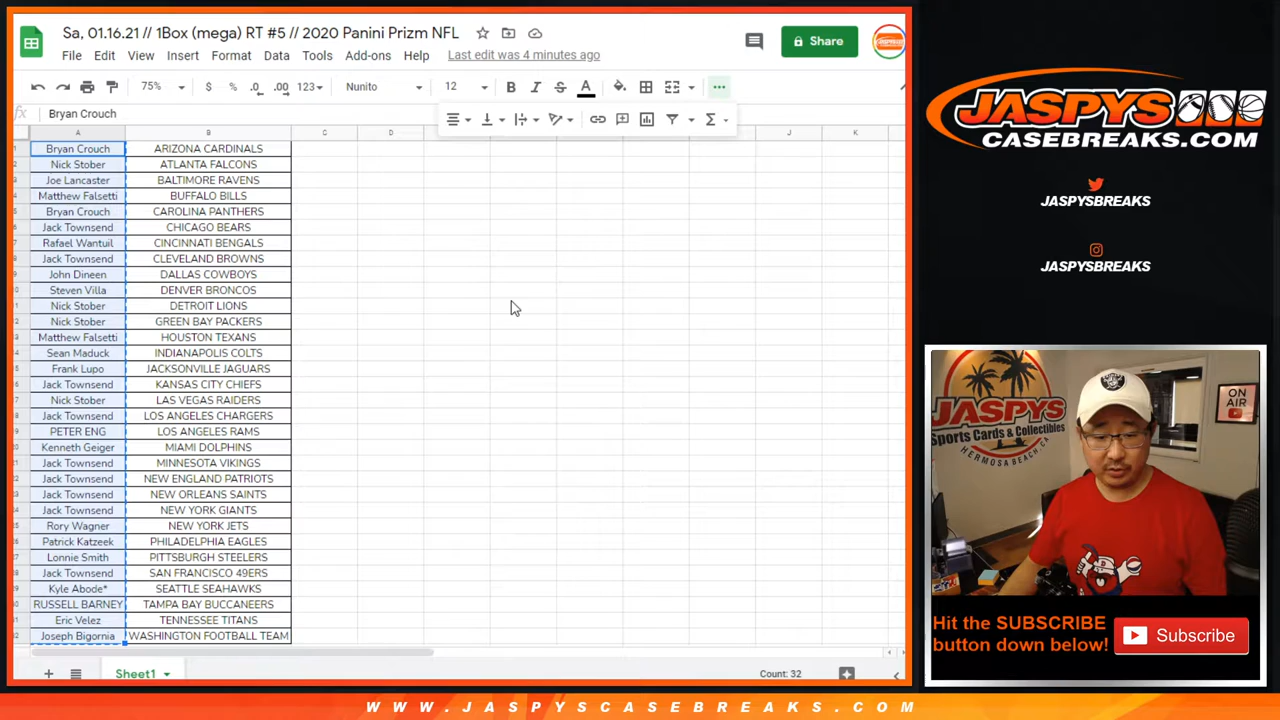 Sa, 01.16.21 // 1Box (mega) RT #5 // 2020 Panini Prizm NFL
File Edit View Insert Format Data Tools Add-ons Help Last edit was 4 minutes ago
Share
75% $ % .0 .00 123 Nunito 12 B I S A
fx Bryan Crouch
A B C D J K
Bryan Crouch ARIZONA CARDINALS
Nick Stober ATLANTA FALCONS
Joe Lancaster BALTIMORE RAVENS
Matthew Falsetti BUFFALO BILLS
Bryan Crouch CAROLINA PANTHERS
Jack Townsend CHICAGO BEARS
Rafael Wantuil CINCINNATI BENGALS
Jack Townsend CLEVELAND BROWNS
John Dineen DALLAS COWBOYS
Steven Villa DENVER BRONCOS
Nick Stober DETROIT LIONS
Nick Stober GREEN BAY PACKERS
Matthew Falsetti HOUSTON TEXANS
Sean Maduck INDIANAPOLIS COLTS
Frank Lupo JACKSONVILLE JAGUARS
Jack Townsend KANSAS CITY CHIEFS
Nick Stober LAS VEGAS RAIDERS
Jack Townsend LOS ANGELES CHARGERS
PETER ENG LOS ANGELES RAMS
Kenneth Geiger MIAMI DOLPHINS
Jack Townsend MINNESOTA VIKINGS
Jack Townsend NEW ENGLAND PATRIOTS
Jack Townsend NEW ORLEANS SAINTS
Jack Townsend NEW YORK GIANTS
Rory Wagner NEW YORK JETS
Patrick Katzeek PHILADELPHIA EAGLES
Lonnie Smith PITTSBURGH STEELERS
Jack Townsend SAN FRANCISCO 49ERS
Kyle Abode* SEATTLE SEAHAWKS
RUSSELL BARNEY TAMPA BAY BUCCANEERS
Eric Velez TENNESSEE TITANS
Joseph Bigornia WASHINGTON FOOTBALL TEAM
Sheet1
Count: 32
JASPYS
CASEBREAKS.COM
JASPYSBREAKS
JASPYSBREAKS
JASPYS
Sports Cards & Collectibles
HERMOSA BEACH, CA
ON AIR
Hit the SUBSCRIBE
button down below!
Subscribe
WWW.JASPYSCASEBREAKS.COM